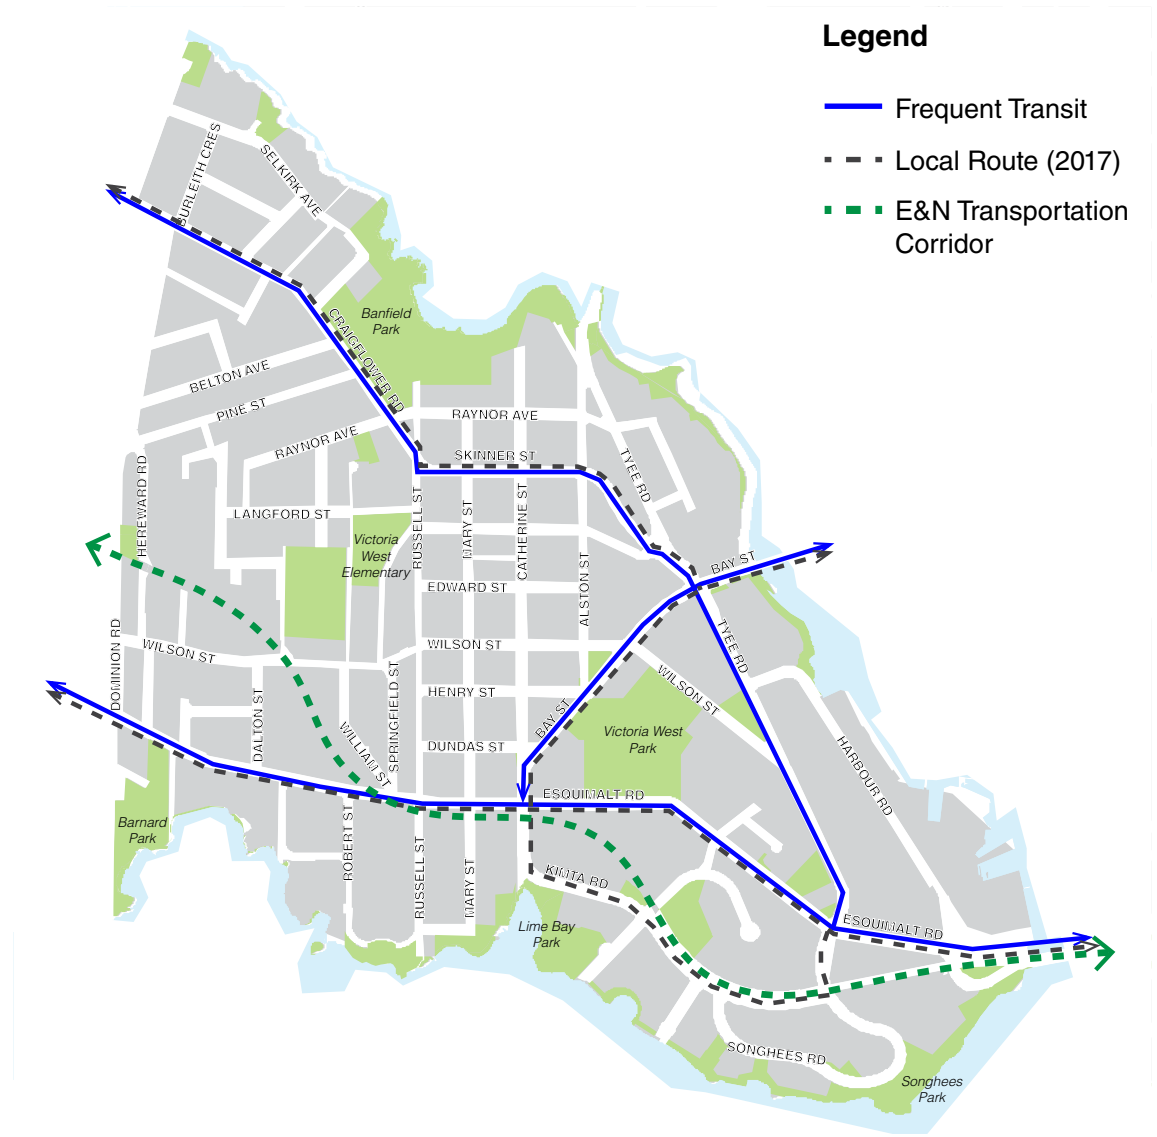 Legend
Frequent Transit
Local Route (2017)
E&N Transportation
Corridor
BURLEITH CRES
SELKIRK AVE
Banfield
Park
CRAIGFLOWER RD
BELTON AVE
PINE ST
RAYNOR AVE
RAYNOR AVE
SKINNER ST
TYEE RD
HEREWARD RD
LANGFORD ST
RUSSELL ST
MARY ST
CATHERINE ST
Victoria
West
Elementary
ALSTON ST
BAY ST
EDWARD ST
DOMINION RD
WILSON ST
WILSON ST
TYEE RD
WILSON ST
DALTON ST
SPRINGFIELD ST
HENRY ST
BAY ST
Victoria West
Park
WILLIAM ST
DUNDAS ST
HARBOUR RD
ESQUIMALT RD
Barnard
Park
ROBERT ST
RUSSELL ST
MARY ST
KIMTA RD
Lime Bay
Park
ESQUIMALT RD
SONGHEES RD
Songhees
Park